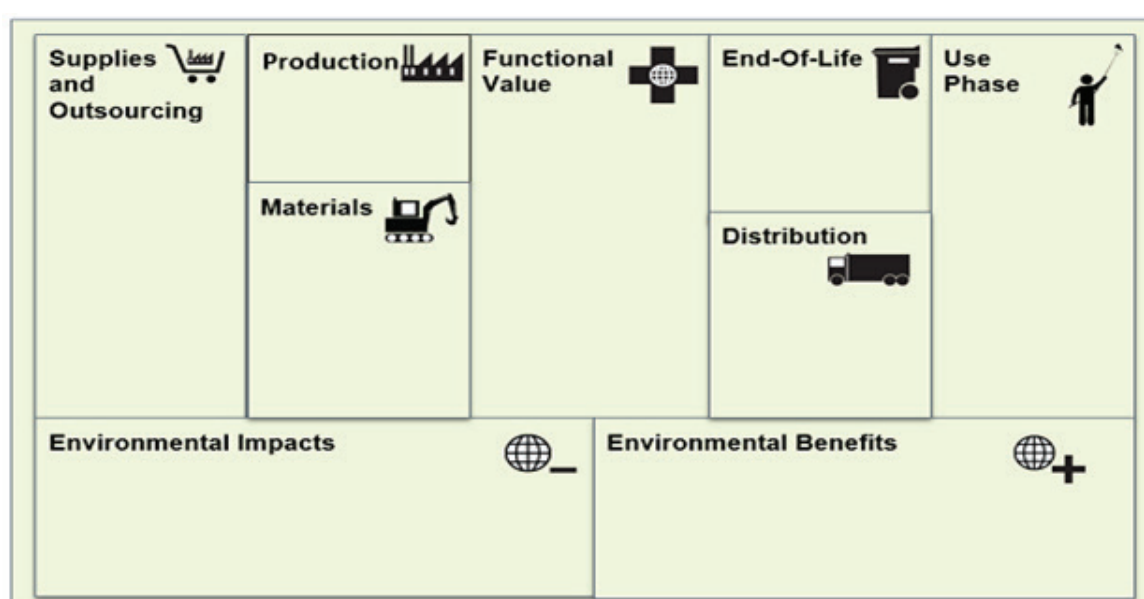 Supplies
and
Outsourcing
Production
Materials
Functional
Value
End-Of-Life
Distribution
Use
Phase
Environmental Impacts
Environmental Benefits